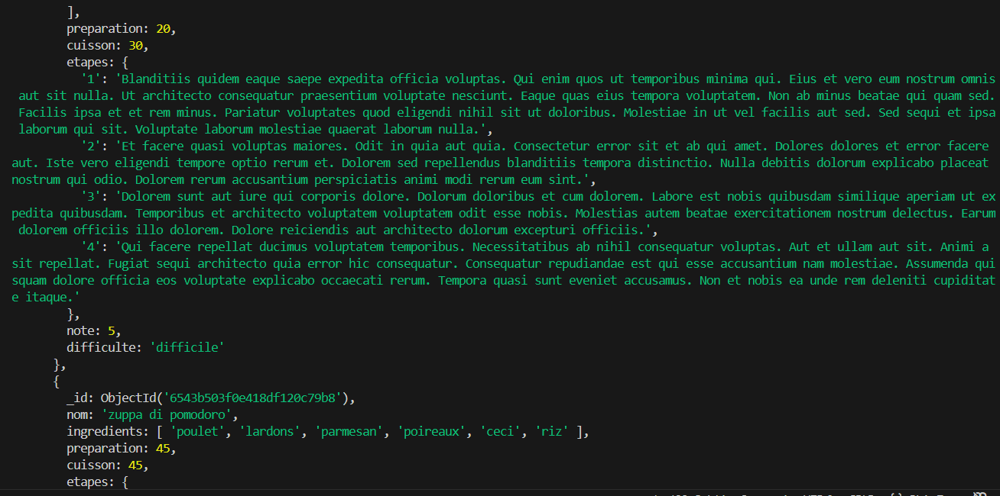 ],
preparation: 20,
cuisson: 30,
etapes: {
'1': 'Blanditiis quidem eaque saepe expedita officia voluptas. Qui enim quos ut temporibus minima qui. Eius et vero eum nostrum omnis
aut sit nulla. Ut architecto consequatur praesentium voluptate nesciunt. Eaque quas eius tempora voluptatem. Non ab minus beatae qui quam sed.
Facilis ipsa et et rem minus. Pariatur voluptates quod eligendi nihil sit ut doloribus. Molestiae in ut vel facilis aut sed. Sed sequi et ipsa
laborum qui sit. Voluptate laborum molestiae quaerat laborum nulla.',
'2': 'Et facere quasi voluptas maiores. Odit in quia aut quia. Consectetur error sit et ab qui amet. Dolores dolores et error facere
aut. Iste vero eligendi tempore optio rerum et. Dolorem sed repellendus blanditiis tempora distinctio. Nulla debitis dolorum explicabo placeat
nostrum qui odio. Dolorem rerum accusantium perspiciatis animi modi rerum eum sint.',
'3': 'Dolorem sunt aut iure qui corporis dolore. Dolorum doloribus et cum dolorem. Labore est nobis quibusdam similique aperiam ut ex
pedita quibusdam. Temporibus et architecto voluptatem voluptatem odit esse nobis. Molestias autem beatae exercitationem nostrum delectus. Earum
dolorem officiis illo dolorem. Dolore reiciendis aut architecto dolorum excepturi officiis.',
'4': 'Qui facere repellat ducimus voluptatem temporibus. Necessitatibus ab nihil consequatur voluptas. Aut et ullam aut sit. Animi a
sit repellat. Fugiat sequi architecto quia error hic consequatur. Consequatur repudiandae est qui esse accusantium nam molestiae. Assumenda qui
squam dolore officia eos voluptate explicabo occaecati rerum. Tempora quasi sunt eveniet accusamus. Non et nobis ea unde rem deleniti cupiditat
e itaque.'
},
note: 5,
difficulte: 'difficile'
},
{
_id: ObjectId('6543b503f0e418df120c79b8'),
nom: 'zuppa di pomodoro',
ingredients: [ 'poulet', 'lardons', 'parmesan', 'poireaux', 'ceci', 'riz' ],
preparation: 45,
cuisson: 45,
etapes: {